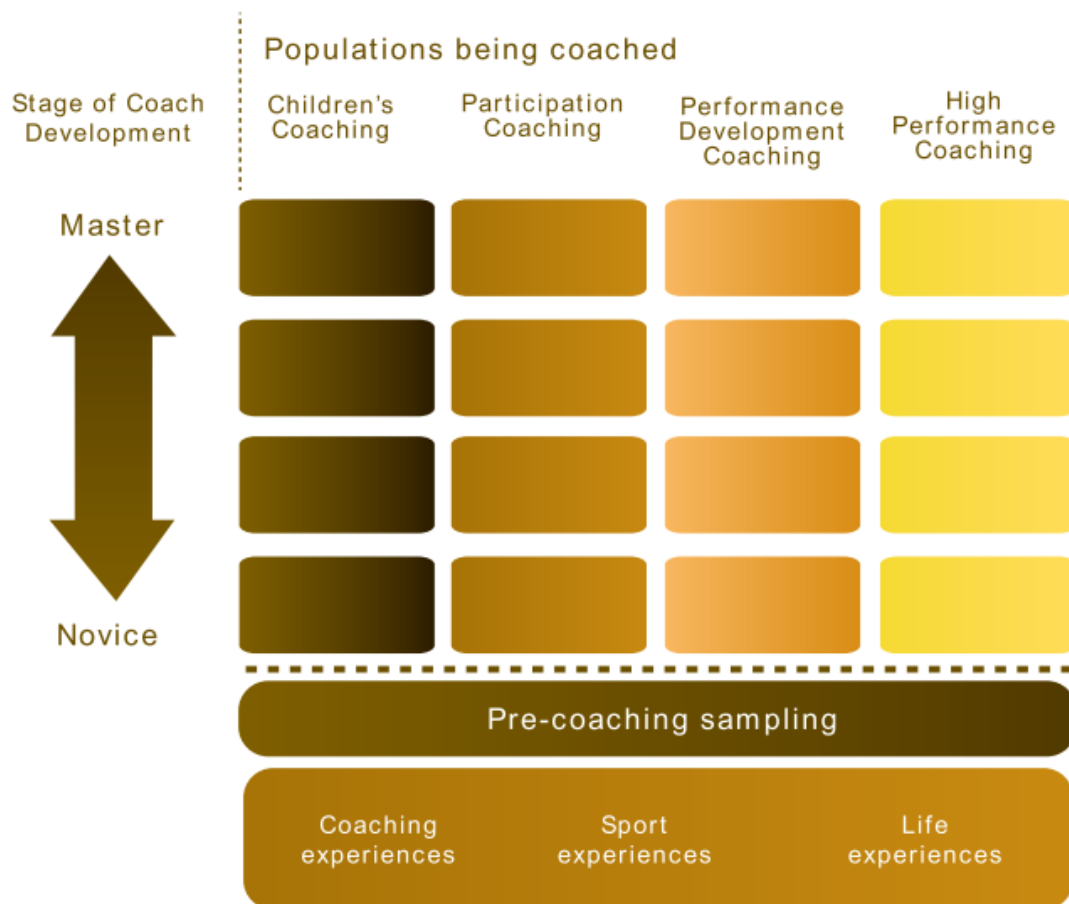 Populations being coached
Stage of Coach
Development
Children's
Coaching
Participation
Coaching
Performance
Development
Coaching
High
Performance
Coaching
Master
Novice
Pre-coaching sampling
Coaching
experiences
Sport
experiences
Life
experiences